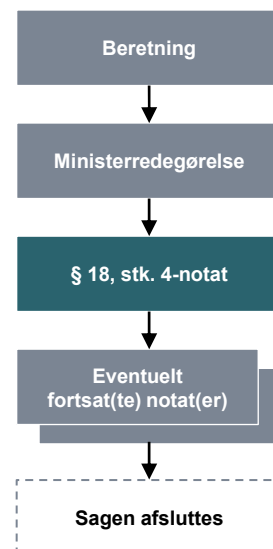 Beretning
Ministerredegørelse
§ 18, stk. 4-notat
Eventuelt
fortsat(te) notat(er)
Sagen afsluttes